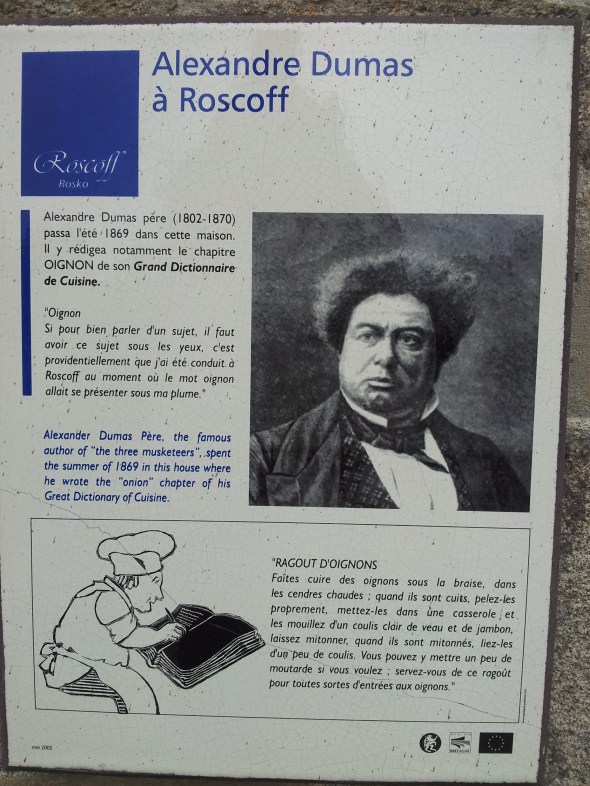 Alexandre Dumas
à Roscoff
Roscoff
Rosko
Alexandre Dumas père (1802-1870)
passa l'été 1869 dans cette maison.
Il y rédigea notamment le chapitre
OIGNON de son Grand Dictionnaire
de Cuisine.
"Oignon
Si pour bien parler d'un sujet, il faut
avoir ce sujet sous les yeux, c'est
providentiellement que j'ai été conduit à
Roscoff au moment où le mot oignon
allait se présenter sous ma plume."
Alexander Dumas Père, the famous
author of "the three musketeers", spent
the summer of 1869 in this house where
he wrote the "onion" chapter of his
Great Dictionary of Cuisine.
"RAGOUT D'OIGNONS
Faites cuire des oignons sous la braise, dans
les cendres chaudes ; quand ils sont cuits, pelez-les
proprement, mettez-les dans une casserole et
les mouillez d'un coulis clair de veau et de jambon,
laissez mitonner, quand ils sont mitonnés, liez-les
d'un peu de coulis. Vous pouvez y mettre un peu de
moutarde si vous voulez ; servez-vous de ce ragoût
pour toutes sortes d'entrées aux oignons."
mai 2005
BRETAGNE